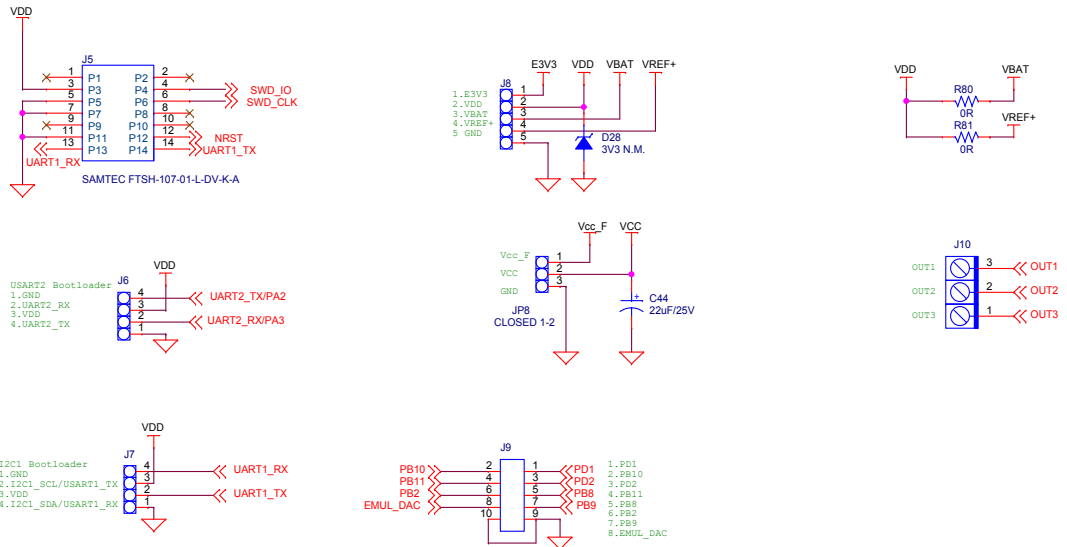 VDD
J5
1 P1 P2 2
3 P3 P4 4 SWD_IO
5 P5 P6 6 SWD_CLK
7 P7 P8 8
9 P9 P10 10
11 P11 P12 12 NRST
13 P13 P14 14 UART1_TX
UART1_RX
SAMTEC FTSH-107-01-L-DV-K-A
E3V3 VDD VBAT VREF+
J8
1.E3V3 1
2.VDD 2
3.VBAT 3
4.VREF+ 4
5 GND 5
D28
3V3 N.M.
VDD VBAT
R80
0R
VREF+
R81
0R
VDD
USART2 Bootloader J6
1.GND 4 UART2_TX/PA2
2.UART2_RX 3
3.VDD 2 UART2_RX/PA3
4.UART2_TX 1
Vcc_F VCC
Vcc_F 1
VCC 2
GND 3
JP8
CLOSED 1-2
+
C44
22uF/25V
J10
OUT1 3 OUT1
OUT2 2 OUT2
OUT3 1 OUT3
VDD
I2C1 Bootloader J7
1.GND 4 UART1_RX
2.I2C1_SCL/USART1_TX 3
3.VDD 2 UART1_TX
4.I2C1_SDA/USART1_RX 1
J9
PB10 2 1 PD1
PB11 4 3 PD2
PB2 6 5 PB8
EMUL_DAC 8 7 PB9
10 9
1.PD1
2.PB10
3.PD2
4.PB11
5.PB8
6.PB2
7.PB9
8.EMUL_DAC